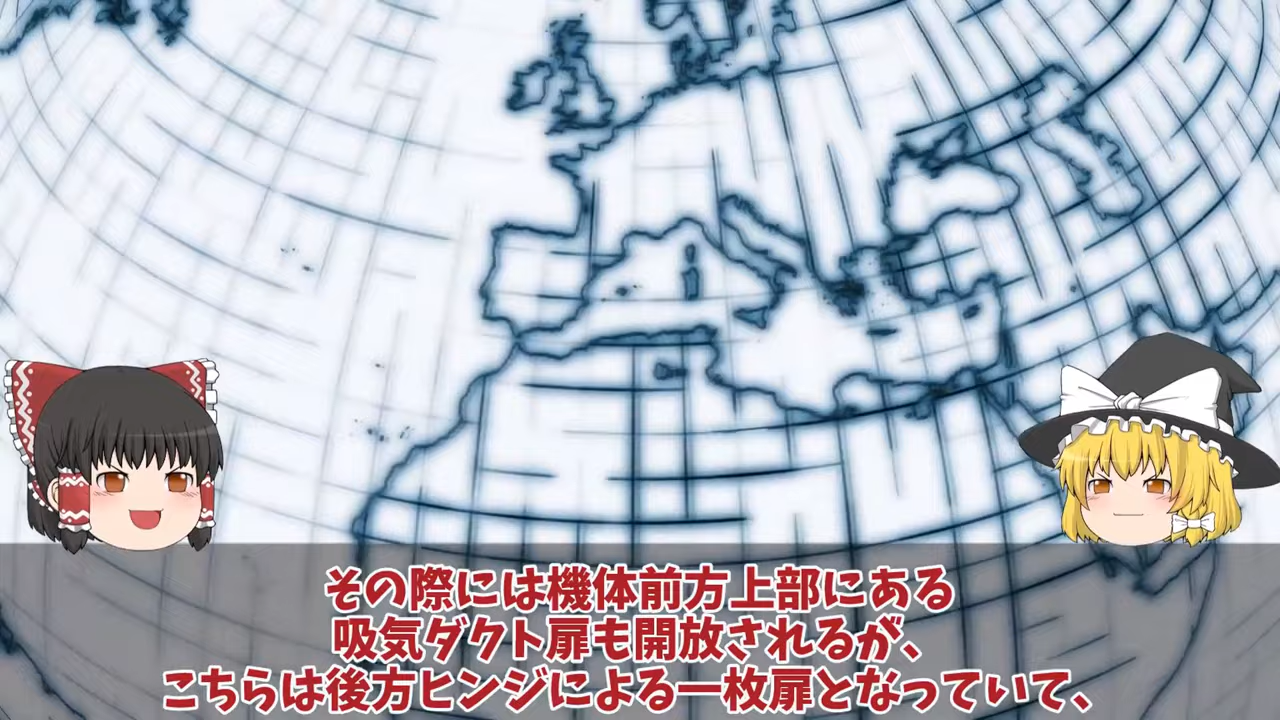 その際には機体前方上部にある
吸気ダクト扉も開放されるが、
こちらは後方ヒンジによる一枚扉となっていて、